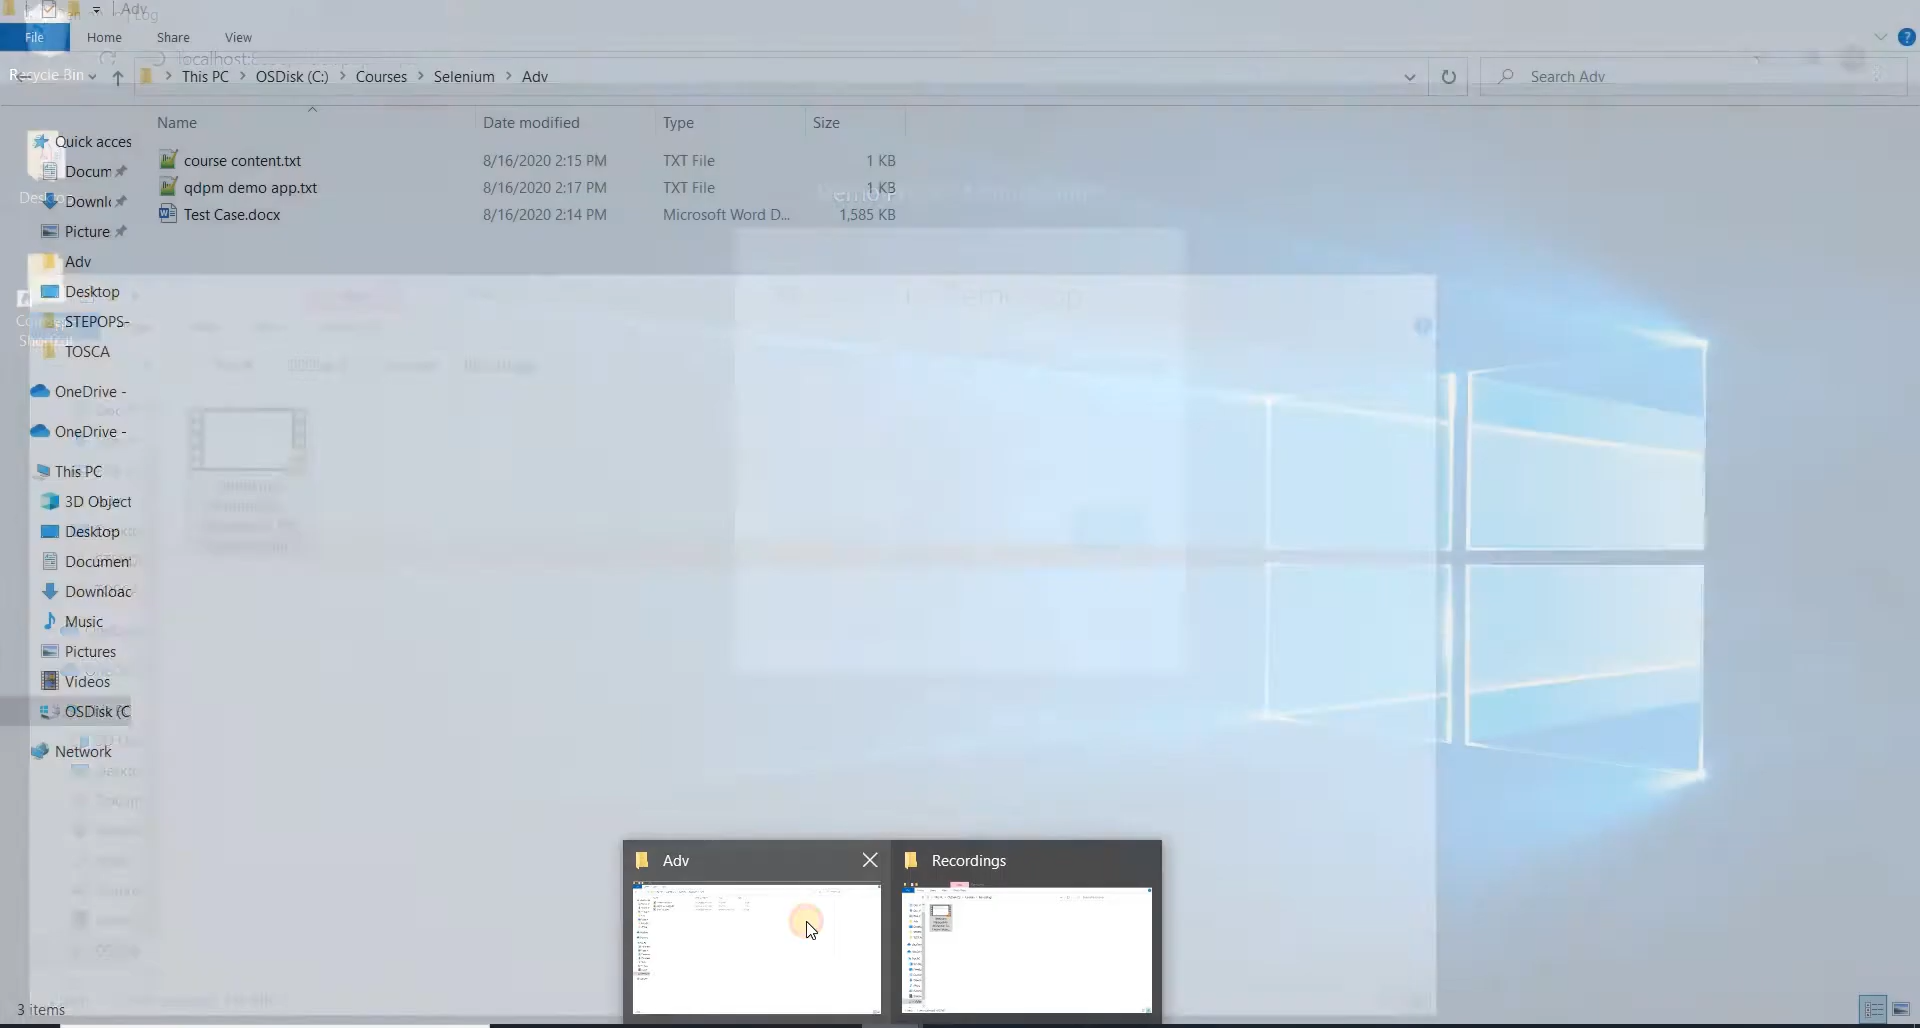 Adv
File Home Share View
Recycle Bin
This PC > OSDisk (C:) > Courses > Selenium > Adv
Search Adv
Name Date modified Type Size
course content.txt 8/16/2020 2:15 PM TXT File 1 KB
qdpm demo app.txt 8/16/2020 2:17 PM TXT File 1 KB
Test Case.docx 8/16/2020 2:14 PM Microsoft Word D... 1,585 KB
Quick acces
Docum
Downl
Picture
Adv
Desktop
STEPOPS-
TOSCA
OneDrive -
OneDrive -
This PC
3D Object
Desktop
Documen
Downloac
Music
Pictures
Videos
OSDisk (C
Network
3 items
Adv
Recordings